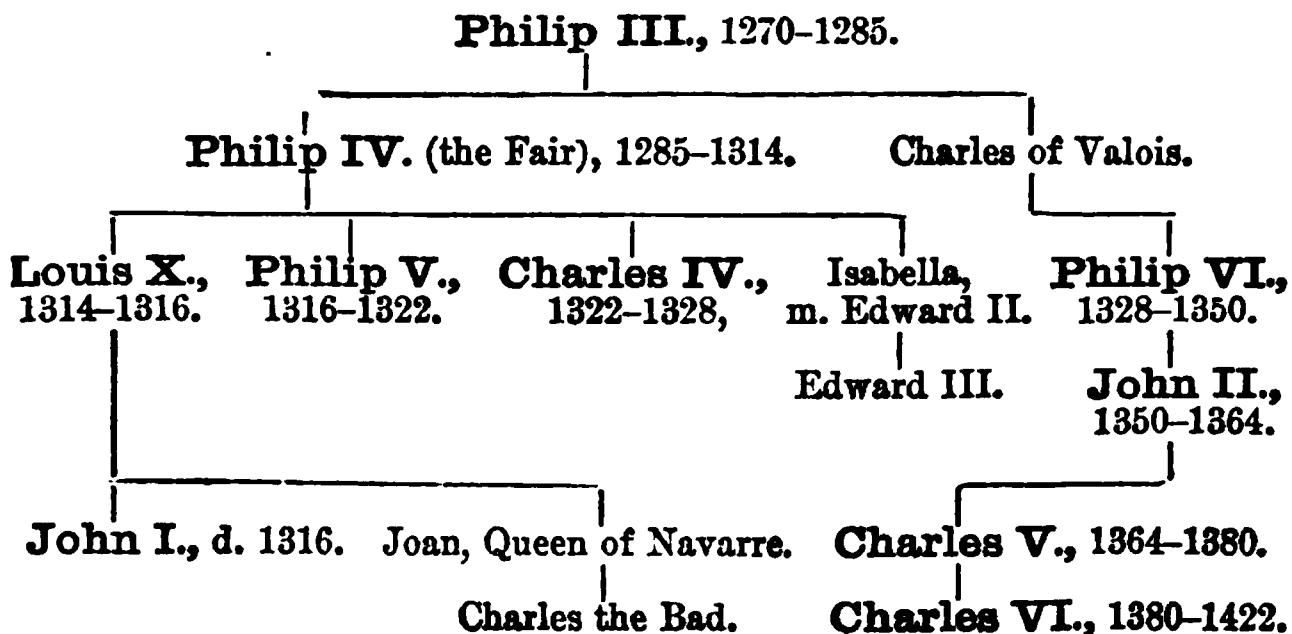 Philip III., 1270–1285.
Philip IV. (the Fair), 1285–1314. Charles of Valois.
Louis X., Philip V., Charles IV., Isabella, Philip VI.,
1314–1316. 1316–1322. 1322–1328, m. Edward II. 1328–1350.
Edward III. John II.,
1350–1364.
John I., d. 1316. Joan, Queen of Navarre. Charles V., 1364–1380.
Charles the Bad. Charles VI., 1380–1422.